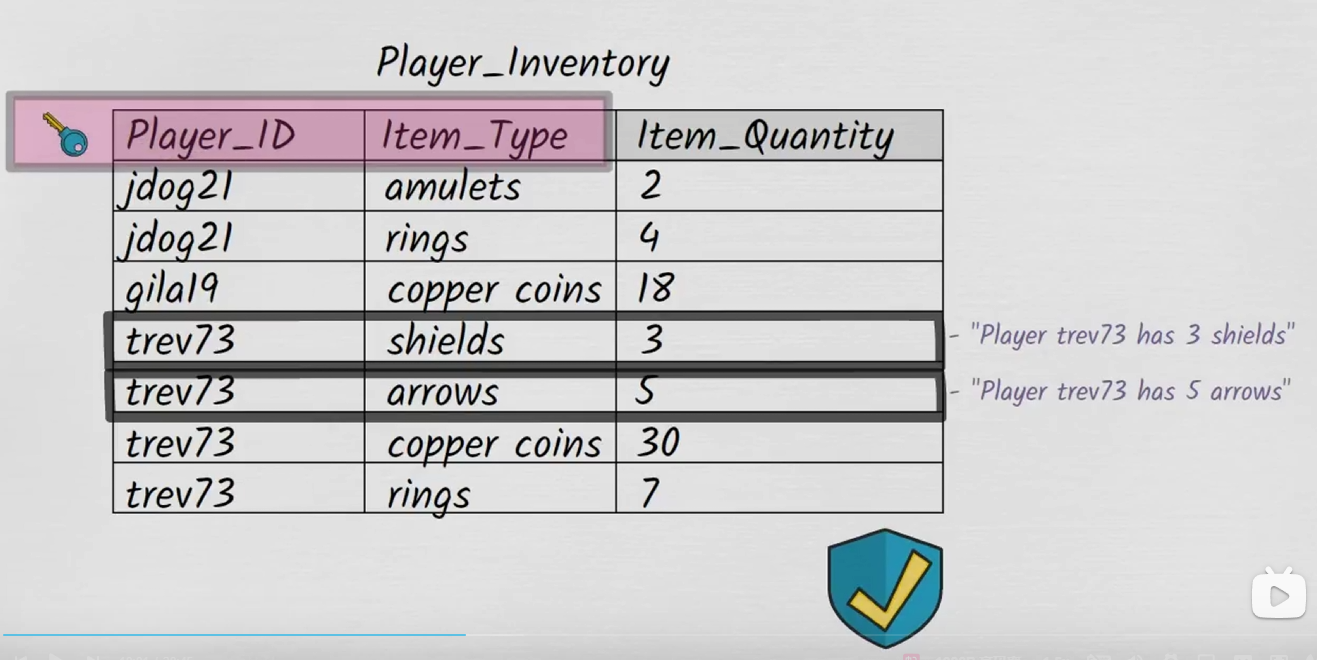 Player_Inventory
Player_ID Item_Type Item_Quantity
jdog21 amulets 2
jdog21 rings 4
gila19 copper coins 18
trev73 shields 3 - "Player trev73 has 3 shields"
trev73 arrows 5 - "Player trev73 has 5 arrows"
trev73 copper coins 30
trev73 rings 7